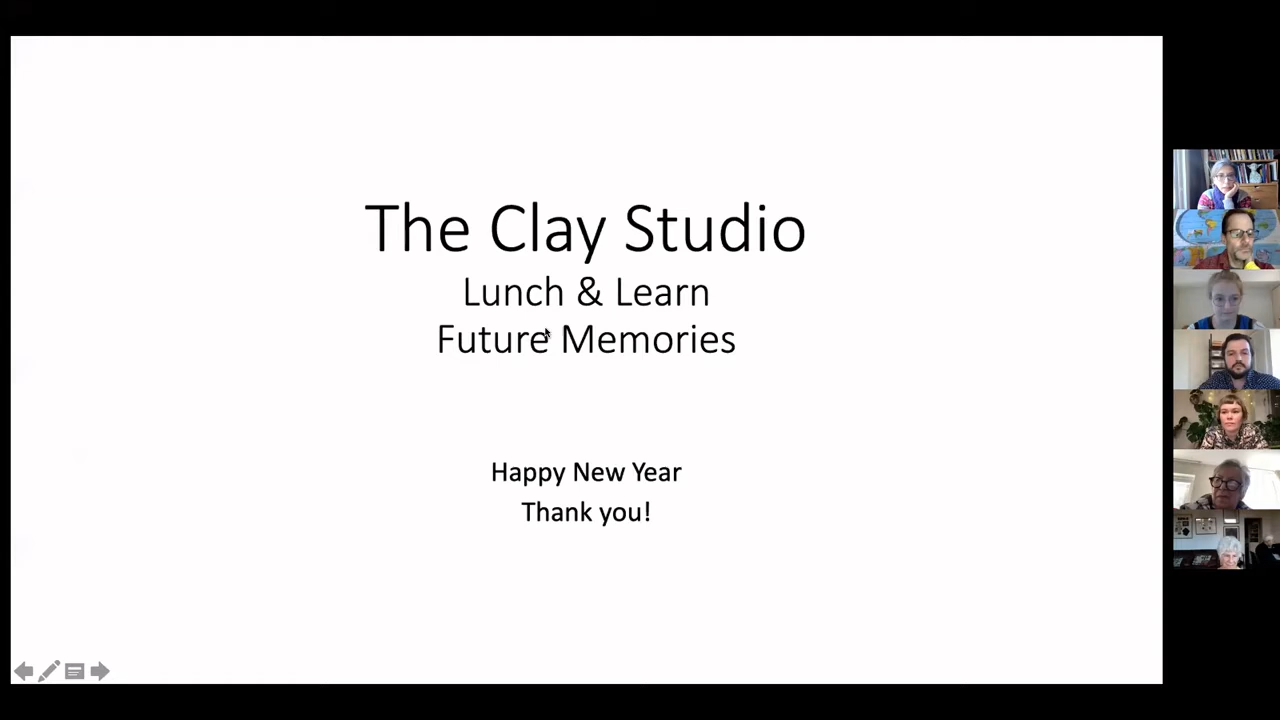 The Clay Studio
Lunch & Learn
Future Memories
Happy New Year
Thank you!